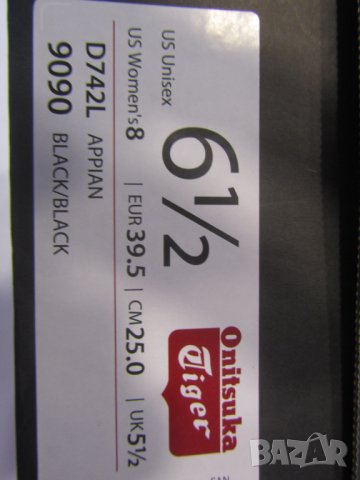 US Unisex
6½
US Women's 8 | EUR 39.5 | CM 25.0 | UK 5½
D742L APPIAN
9090 BLACK/BLACK
Onitsuka
Tiger
BAZAR